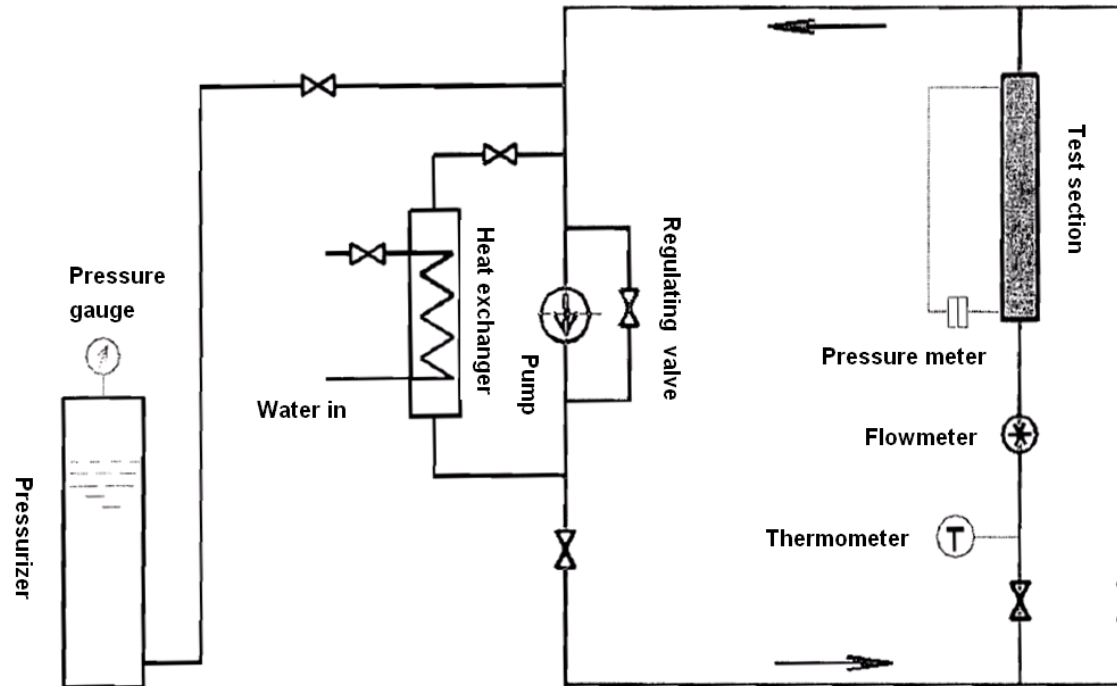 Pressure
gauge
Pressurizer
Water in
Heat exchanger
Pump
Regulating valve
Test section
Pressure meter
Flowmeter
Thermometer
T